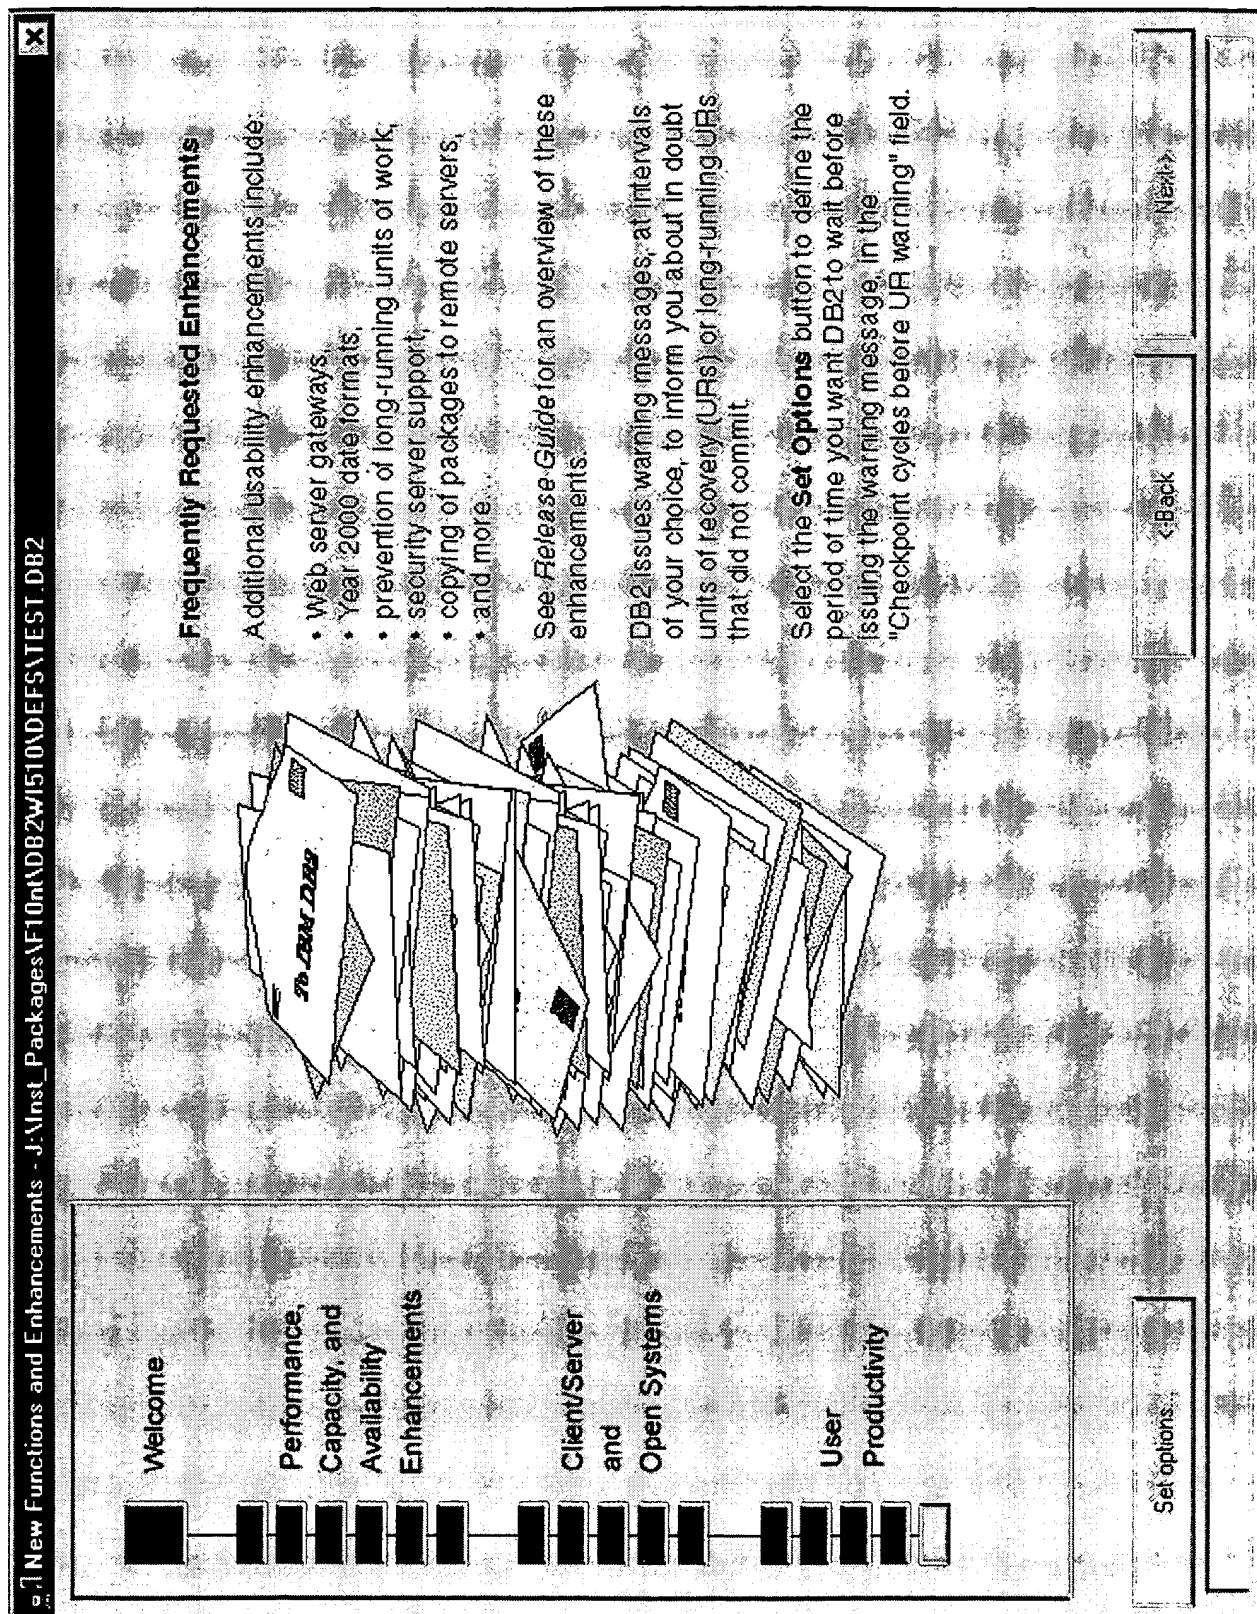 New Functions and Enhancements - J:\Inst_Packages\F10nt\DB2WI510\DEFS\TEST.DB2
Welcome
Performance,
Capacity, and
Availability
Enhancements
Client/Server
and
Open Systems
User
Productivity
To IBM DB2
Frequently Requested Enhancements
Additional usability enhancements include:
• Web server gateways,
• Year 2000 date formats,
• prevention of long-running units of work,
• security server support,
• copying of packages to remote servers,
• and more...
See Release Guide for an overview of these
enhancements.
DB2 issues warning messages, at intervals
of your choice, to inform you about in doubt
units of recovery (URs) or long-running URs
that did not commit.
Select the Set Options button to define the
period of time you want DB2 to wait before
issuing the warning message, in the
"Checkpoint cycles before UR warning" field.
Set options...
<Back
Next>